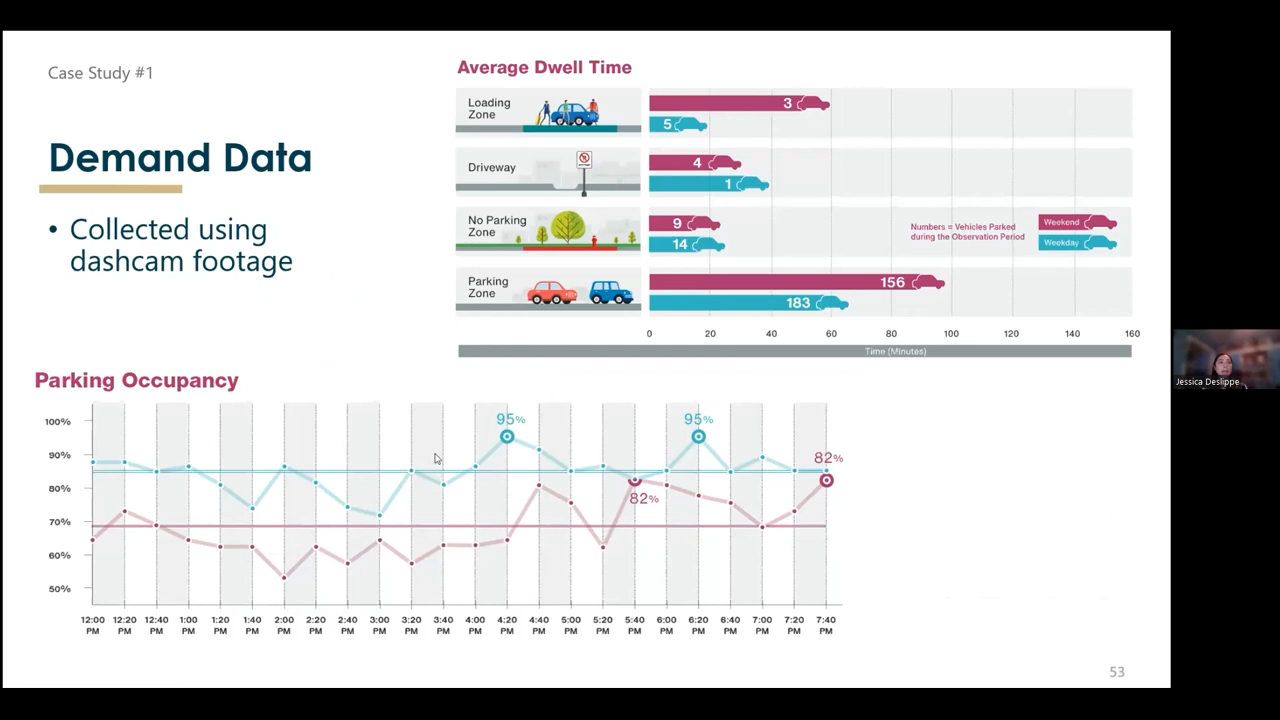 Case Study #1
Demand Data
• Collected using
dashcam footage
Average Dwell Time
Loading
Zone
3
5
Driveway
4
1
No Parking
Zone
9
14
Numbers = Vehicles Parked
during the Observation Period
Weekend
Weekday
Parking
Zone
156
183
0 20 40 60 80 100 120 140 160
Time (Minutes)
Parking Occupancy
100%
90%
80%
70%
60%
50%
95%
95%
82%
82%
12:00 12:20 12:40 1:00 1:20 1:40 2:00 2:20 2:40 3:00 3:20 3:40 4:00 4:20 4:40 5:00 5:20 5:40 6:00 6:20 6:40 7:00 7:20 7:40
PM PM PM PM PM PM PM PM PM PM PM PM PM PM PM PM PM PM PM PM PM PM PM PM
53
Jessica Deslippe